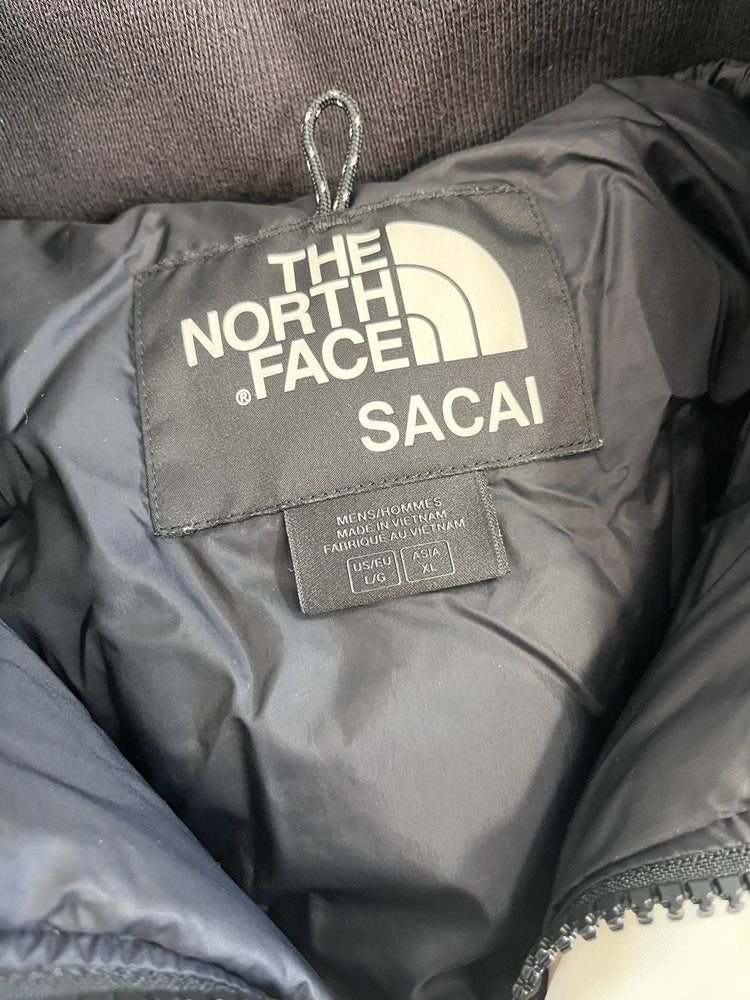 THE
NORTH
FACE
®
SACAI
MENS/HOMMES
MADE IN VIETNAM
FABRIQUE AU VIETNAM
US/EU ASIA
L/G XL